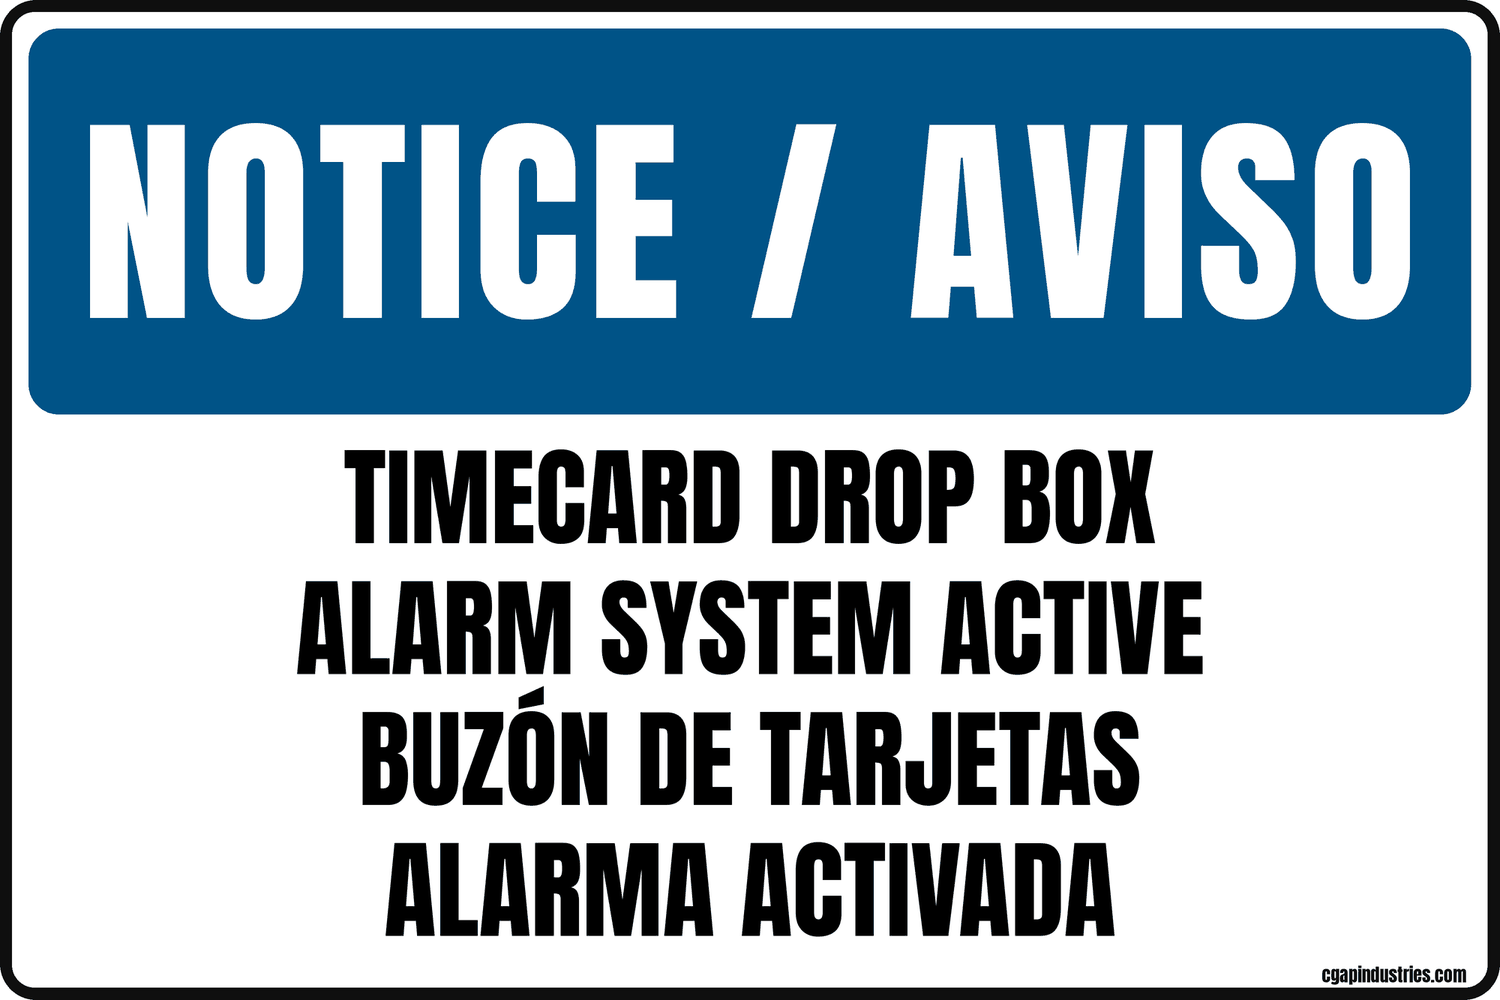 NOTICE / AVISO
TIMECARD DROP BOX
ALARM SYSTEM ACTIVE
BUZÓN DE TARJETAS
ALARMA ACTIVADA
cgapindustries.com